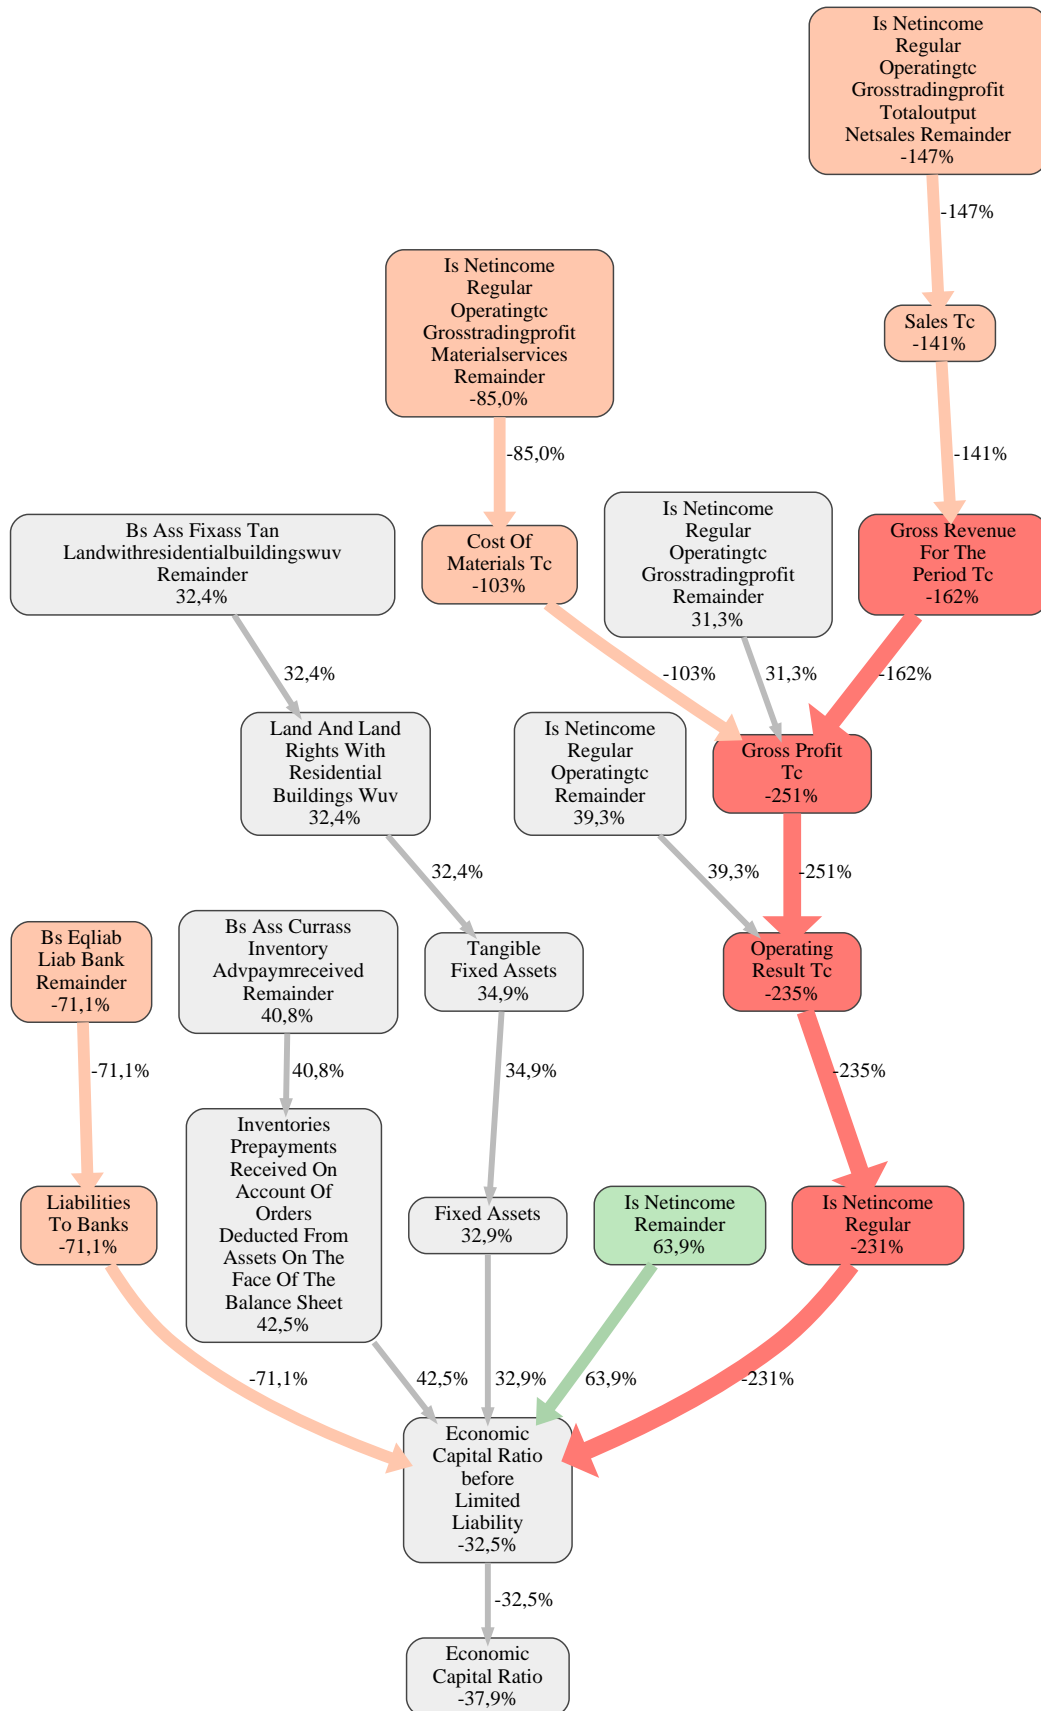 Is Netincome
Regular
Operatingtc
Grosstradingprofit
Totaloutput
Netsales Remainder
-147%
-147%
Is Netincome
Regular
Operatingtc
Grosstradingprofit
Materialservices
Remainder
-85,0%
Sales Tc
-141%
-85,0%
-141%
Bs Ass Fixass Tan
Landwithresidentialbuildingswuv
Remainder
32,4%
Cost Of
Materials Tc
-103%
Is Netincome
Regular
Operatingtc
Grosstradingprofit
Remainder
31,3%
Gross Revenue
For The
Period Tc
-162%
32,4%
-103%
31,3%
-162%
Land And Land
Rights With
Residential
Buildings Wuv
32,4%
Is Netincome
Regular
Operatingtc
Remainder
39,3%
Gross Profit
Tc
-251%
32,4%
39,3%
-251%
Bs Eqliab
Liab Bank
Remainder
-71,1%
Bs Ass Currass
Inventory
Advpaymreceived
Remainder
40,8%
Tangible
Fixed Assets
34,9%
Operating
Result Tc
-235%
-71,1%
40,8%
34,9%
-235%
Liabilities
To Banks
-71,1%
Inventories
Prepayments
Received On
Account Of
Orders
Deducted From
Assets On The
Face Of The
Balance Sheet
42,5%
Fixed Assets
32,9%
Is Netincome
Remainder
63,9%
Is Netincome
Regular
-231%
-71,1%
42,5%
32,9%
63,9%
-231%
Economic
Capital Ratio
before
Limited
Liability
-32,5%
-32,5%
Economic
Capital Ratio
-37,9%